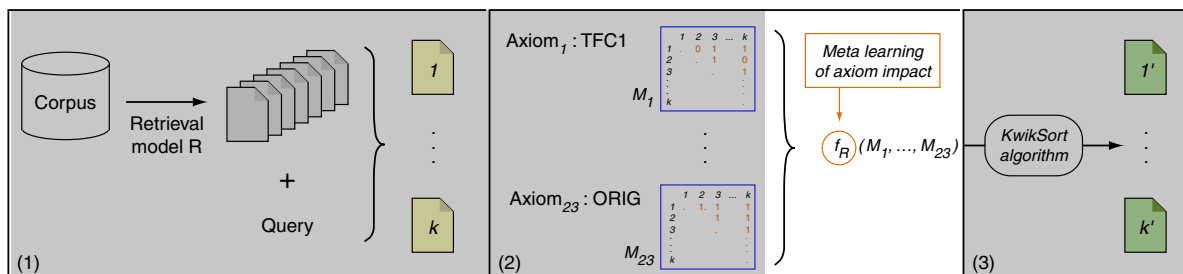 Corpus
Retrieval
model R
+
Query
(1)
1
.
.
.
k
Axiom1 : TFC1
1 2 3 ... k
1 . 0 1 1
2 . 1 0
3 . 1
. .
. .
. .
k .
M1
.
.
.
Axiom23 : ORIG
1 2 3 ... k
1 . 1. 1 1
2 1 1
3 . 1
. .
. .
. .
k .
M23
(2)
Meta learning
of axiom impact
fR (M1, ..., M23)
KwikSort
algorithm
(3)
1'
.
.
.
k'